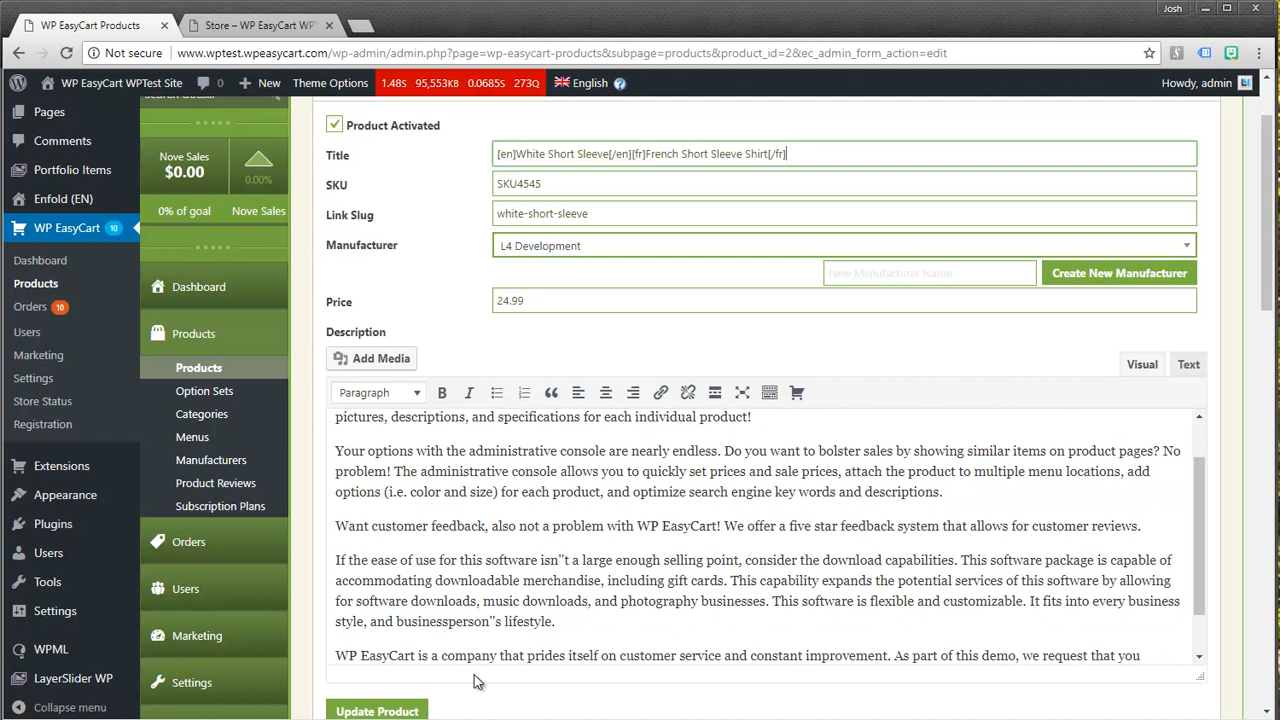 Josh
WP EasyCart Products
Store – WP EasyCart WPT
Not secure
www.wptest.wpeasycart.com/wp-admin/admin.php?page=wp-easycart-products&subpage=products&product_id=2&ec_admin_form_action=edit
WP EasyCart WPTest Site
0
New
Theme Options
1.48S 95,553KB 0.0685S 273Q
English
Howdy, admin
Pages
Comments
Portfolio Items
Enfold (EN)
WP EasyCart 10
Dashboard
Products
Orders 10
Users
Marketing
Settings
Store Status
Registration
Extensions
Appearance
Plugins
Users
Tools
Settings
WPML
LayerSlider WP
Collapse menu
Nove Sales
$0.00
0.00%
0% of goal
Nove Sales
Dashboard
Products
Products
Option Sets
Categories
Menus
Manufacturers
Product Reviews
Subscription Plans
Orders
Users
Marketing
Settings
Product Activated
Title
[en]White Short Sleeve[/en][fr]French Short Sleeve Shirt[/fr]
SKU
SKU4545
Link Slug
white-short-sleeve
Manufacturer
L4 Development
New Manufacturer Name
Create New Manufacturer
Price
24.99
Description
Add Media
Visual
Text
Paragraph
pictures, descriptions, and specifications for each individual product!
Your options with the administrative console are nearly endless. Do you want to bolster sales by showing similar items on product pages? No
problem! The administrative console allows you to quickly set prices and sale prices, attach the product to multiple menu locations, add
options (i.e. color and size) for each product, and optimize search engine key words and descriptions.
Want customer feedback, also not a problem with WP EasyCart! We offer a five star feedback system that allows for customer reviews.
If the ease of use for this software isn''t a large enough selling point, consider the download capabilities. This software package is capable of
accommodating downloadable merchandise, including gift cards. This capability expands the potential services of this software by allowing
for software downloads, music downloads, and photography businesses. This software is flexible and customizable. It fits into every business
style, and businessperson''s lifestyle.
WP EasyCart is a company that prides itself on customer service and constant improvement. As part of this demo, we request that you
Update Product